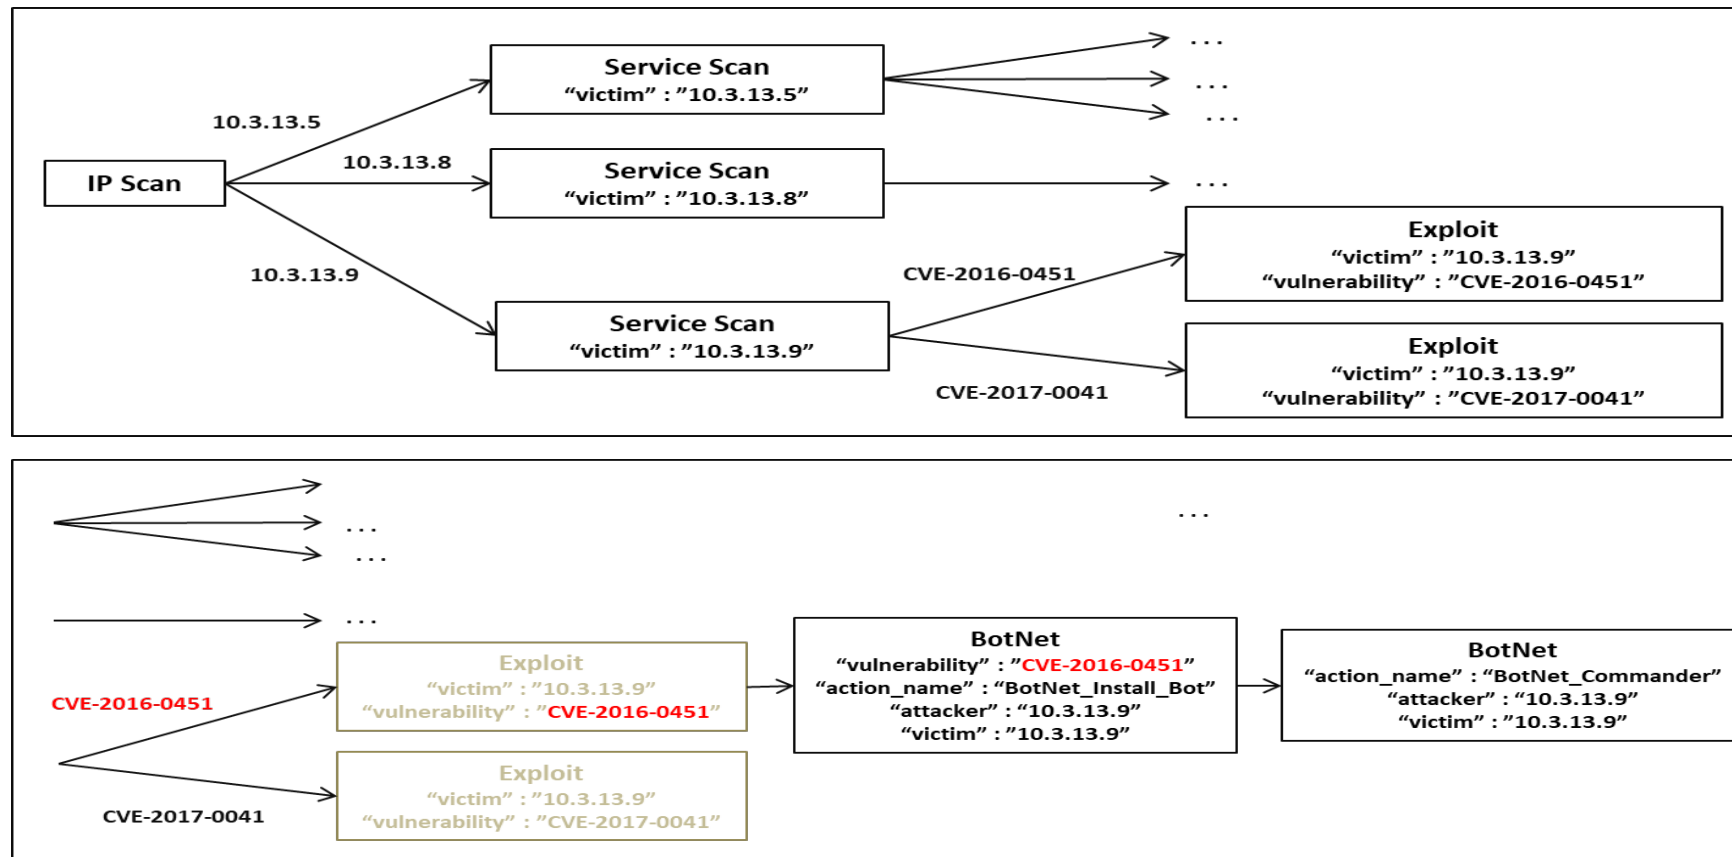 . . .
Service Scan
“victim” : ”10.3.13.5”
. . .
. . .
10.3.13.5
10.3.13.8
IP Scan
Service Scan
“victim” : ”10.3.13.8”
. . .
10.3.13.9
Exploit
“victim” : ”10.3.13.9”
“vulnerability” : ”CVE-2016-0451”
CVE-2016-0451
Service Scan
“victim” : ”10.3.13.9”
Exploit
“victim” : ”10.3.13.9”
“vulnerability” : ”CVE-2017-0041”
CVE-2017-0041
. . .
. . .
. . .
. . .
CVE-2016-0451
Exploit
“victim” : ”10.3.13.9”
“vulnerability” : ”CVE-2016-0451”
BotNet
“vulnerability” : ”CVE-2016-0451”
“action_name” : “BotNet_Install_Bot”
“attacker” : “10.3.13.9”
“victim” : ”10.3.13.9”
BotNet
“action_name” : “BotNet_Commander”
“attacker” : “10.3.13.9”
“victim” : ”10.3.13.9”
CVE-2017-0041
Exploit
“victim” : ”10.3.13.9”
“vulnerability” : ”CVE-2017-0041”